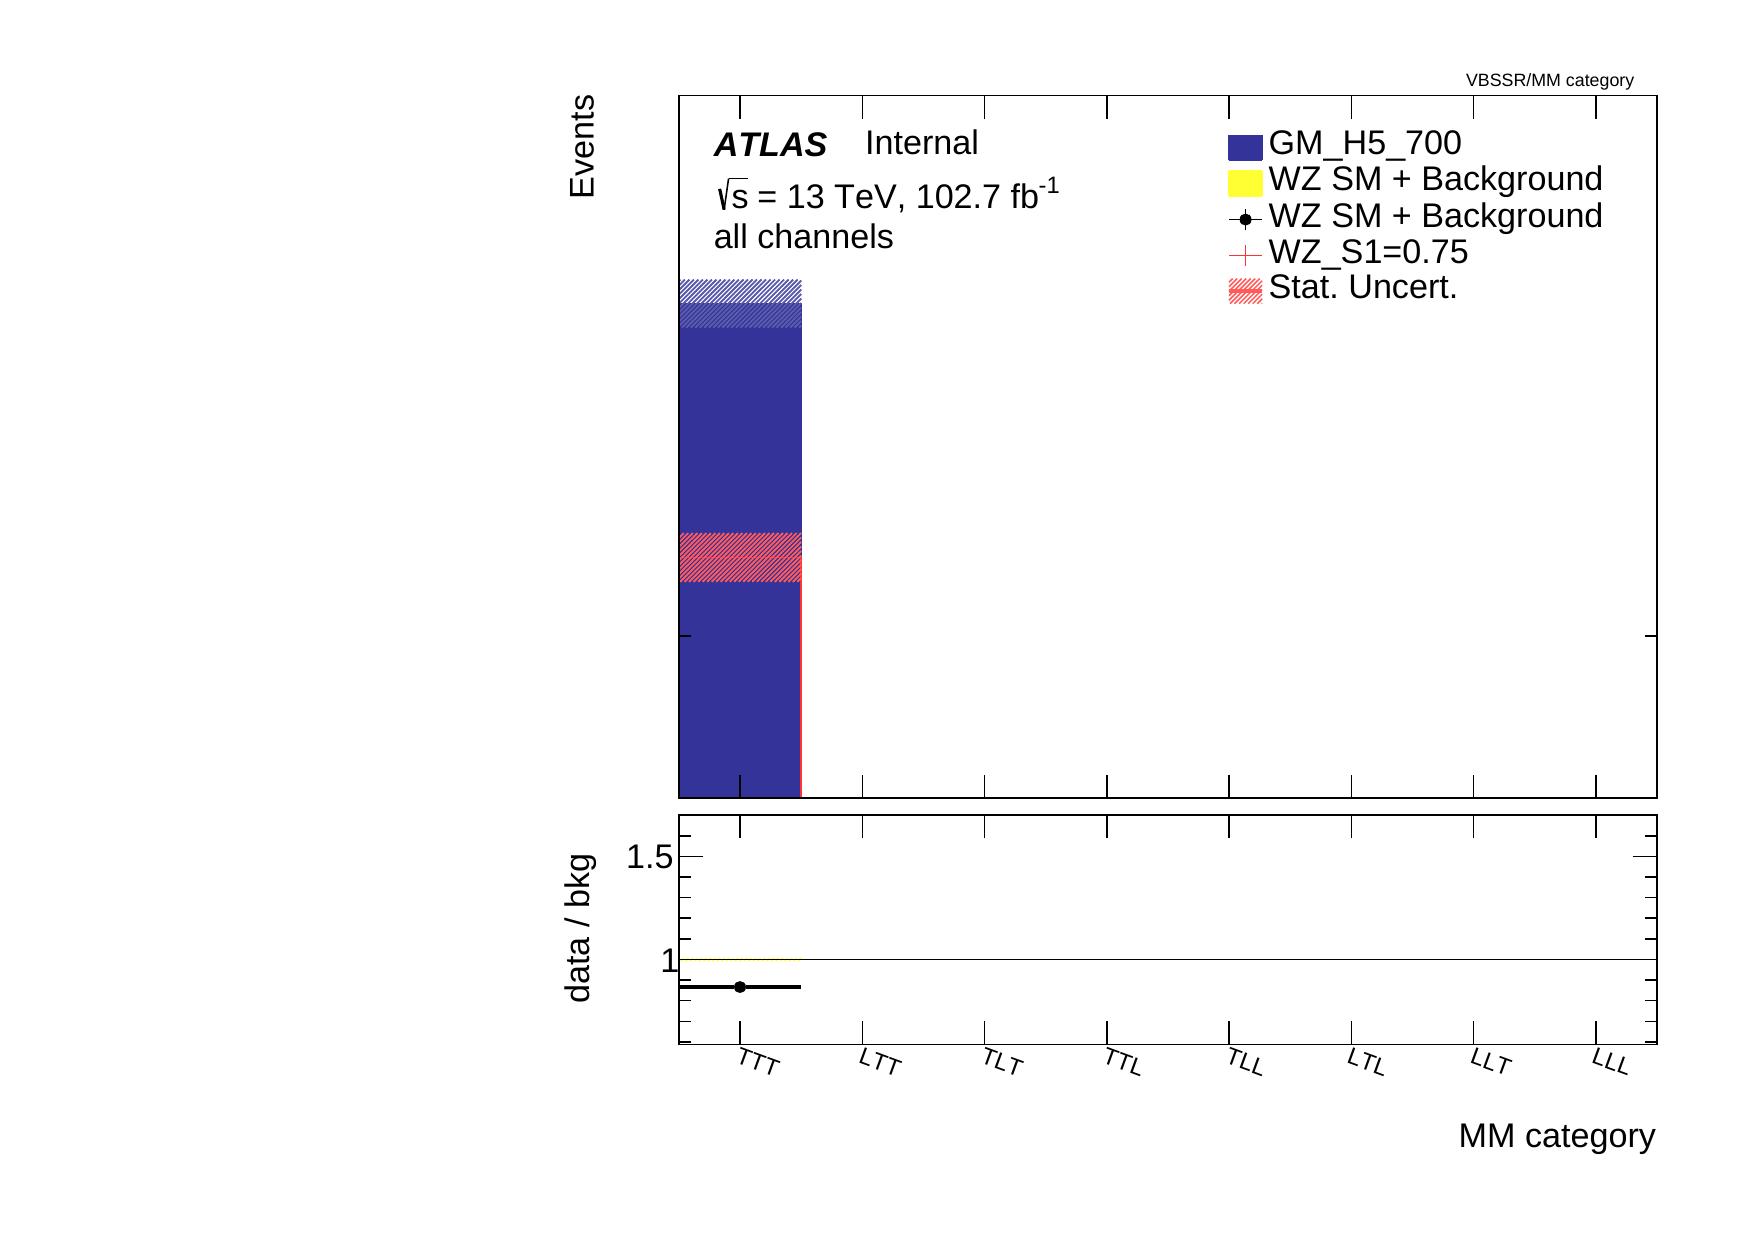 VBSSR/MM category
Events
ATLAS Internal
√s = 13 TeV, 102.7 fb-1
all channels
GM_H5_700
WZ SM + Background
WZ SM + Background
WZ_S1=0.75
Stat. Uncert.
data / bkg
1.5
1
TTT LTT TLT TTL TLL LTL LLT LLL
MM category